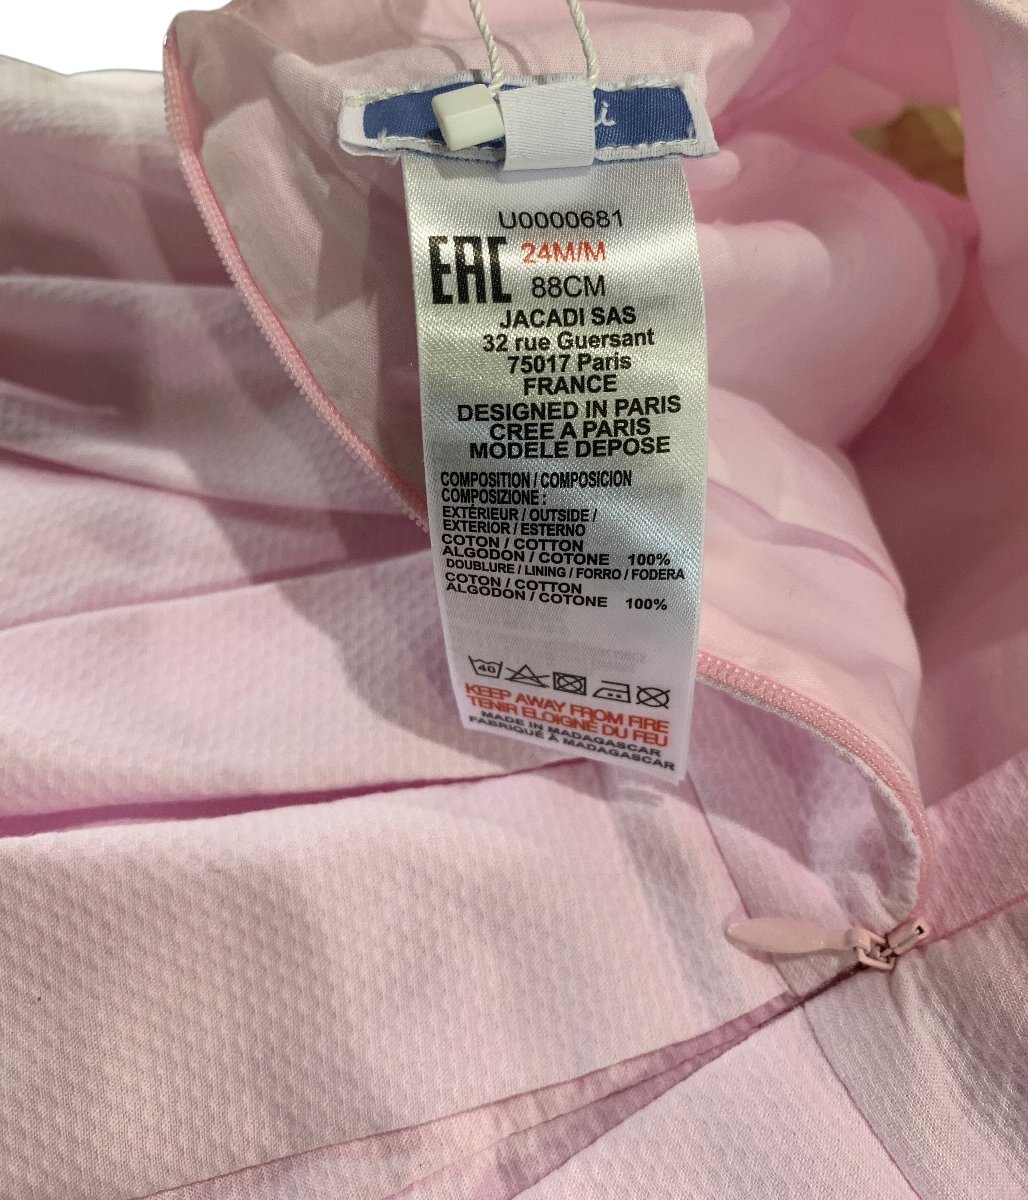 i
U0000681
EAC 24M/M
88CM
JACADI SAS
32 rue Guersant
75017 Paris
FRANCE
DESIGNED IN PARIS
CREE A PARIS
MODELE DEPOSE
COMPOSITION / COMPOSICION
COMPOSIZIONE :
EXTÉRIEUR / OUTSIDE /
EXTERIOR / ESTERNO
COTON / COTTON
ALGODON / COTONE 100%
DOUBLURE / LINING / FORRO / FODERA
COTON / COTTON
ALGODON / COTONE 100%
40
KEEP AWAY FROM FIRE
TENIR ELOIGNÉ DU FEU
MADE IN MADAGASCAR
FABRIQUÉ À MADAGASCAR